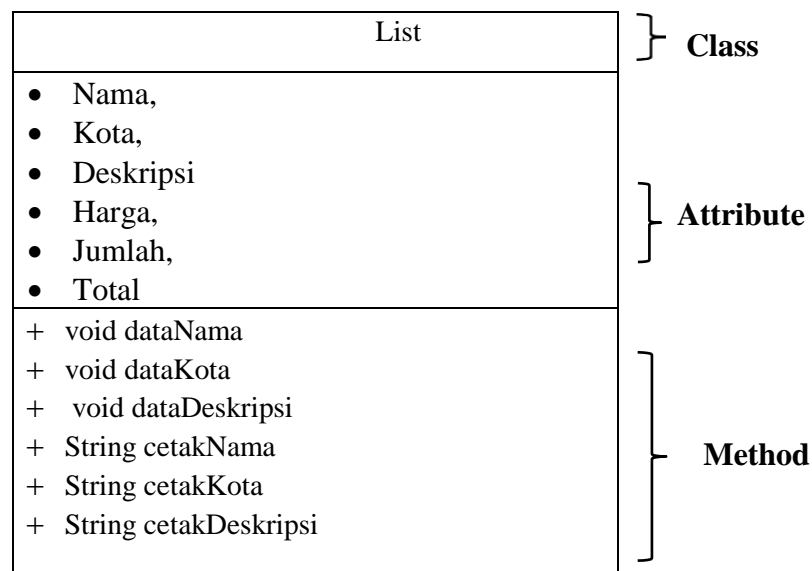 List
Class
• Nama,
• Kota,
• Deskripsi
• Harga,
• Jumlah,
• Total
Attribute
+ void dataNama
+ void dataKota
+ void dataDeskripsi
+ String cetakNama
+ String cetakKota
+ String cetakDeskripsi
Method